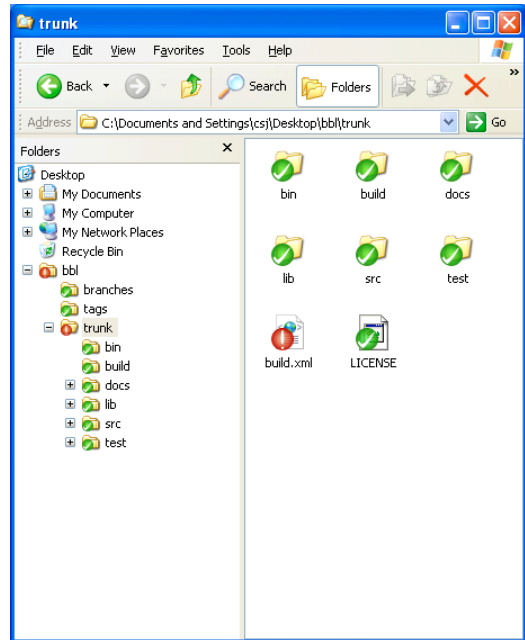 trunk
File Edit View Favorites Tools Help
Back Search Folders »
Address C:\Documents and Settings\csj\Desktop\bbl\trunk Go
Folders
Desktop
My Documents
My Computer
My Network Places
Recycle Bin
bbl
branches
tags
trunk
bin
build
docs
lib
src
test
bin build docs
lib src test
build.xml LICENSE